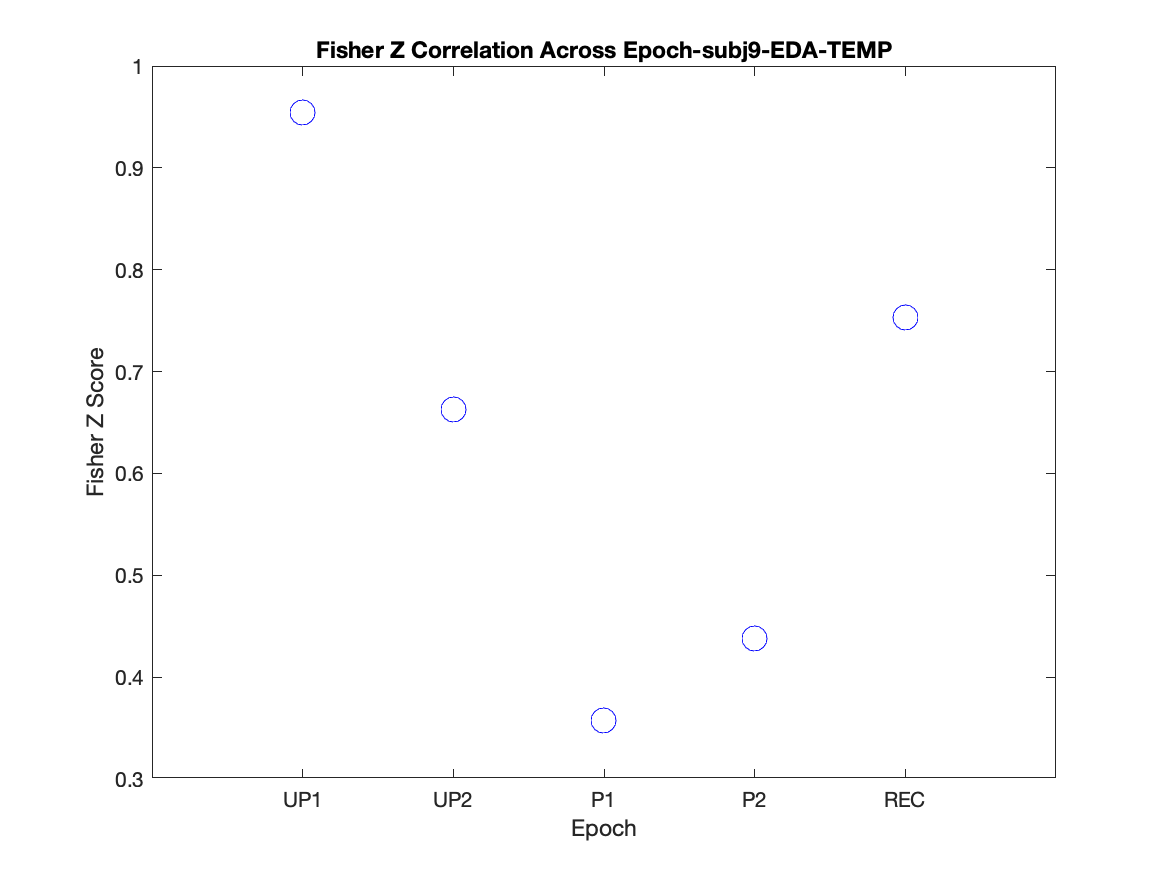 Fisher Z Correlation Across Epoch-subj9-EDA-TEMP
1
0.9
0.8
0.7
0.6
0.5
0.4
0.3
Fisher Z Score
UP1 UP2 P1 P2 REC
Epoch